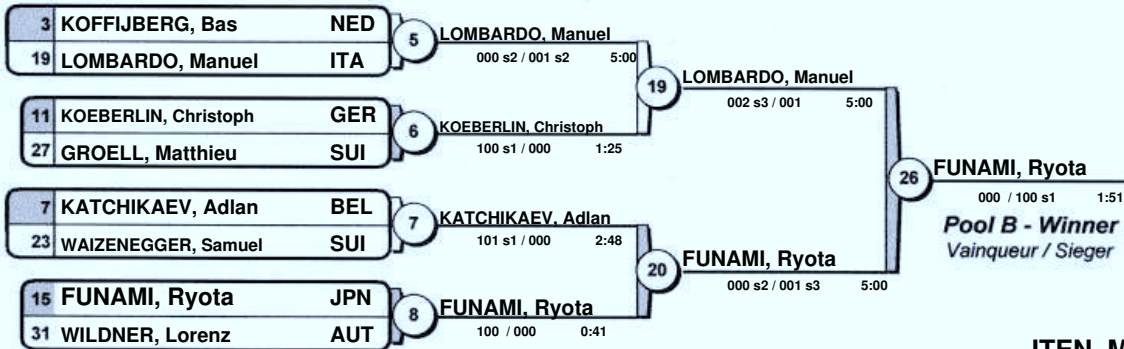 3 KOFFIJBERG, Bas NED
19 LOMBARDO, Manuel ITA
5
LOMBARDO, Manuel
000 s2 / 001 s2 5:00
11 KOEBERLIN, Christoph GER
27 GROELL, Matthieu SUI
6
KOEBERLIN, Christoph
100 s1 / 000 1:25
19
LOMBARDO, Manuel
002 s3 / 001 5:00
7 KATCHIKAEV, Adlan BEL
23 WAIZENEGGER, Samuel SUI
7
KATCHIKAEV, Adlan
101 s1 / 000 2:48
15 FUNAMI, Ryota JPN
31 WILDNER, Lorenz AUT
8
FUNAMI, Ryota
100 / 000 0:41
20
FUNAMI, Ryota
000 s2 / 001 s3 5:00
26
FUNAMI, Ryota
000 / 100 s1 1:51
Pool B - Winner
Vainqueur / Sieger